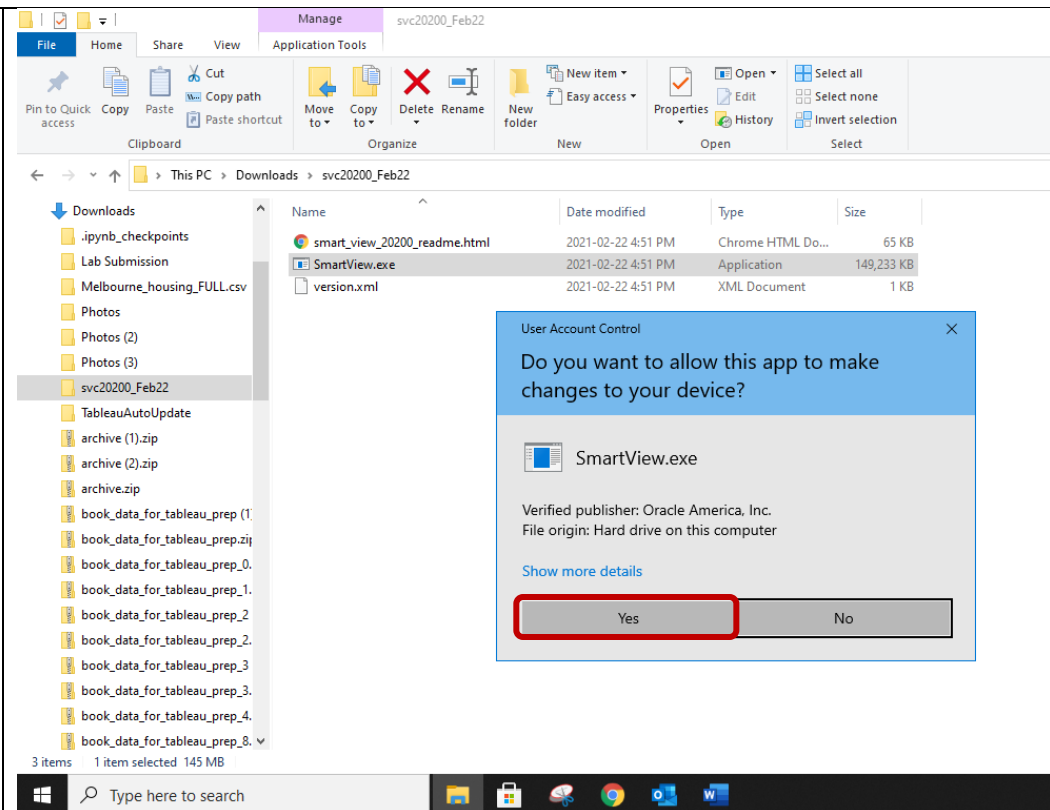 Manage
svc20200_Feb22
File Home Share View Application Tools
Pin to Quick access
Copy
Paste
Cut
Copy path
Paste shortcut
Move to
Copy to
Delete
Rename
New folder
New item
Easy access
Properties
Open
Edit
History
Select all
Select none
Invert selection
Clipboard Organize New Open Select
This PC > Downloads > svc20200_Feb22
Downloads
.ipynb_checkpoints
Lab Submission
Melbourne_housing_FULL.csv
Photos
Photos (2)
Photos (3)
svc20200_Feb22
TableauAutoUpdate
archive (1).zip
archive (2).zip
archive.zip
book_data_for_tableau_prep (1
book_data_for_tableau_prep.zip
book_data_for_tableau_prep_0.
book_data_for_tableau_prep_1.
book_data_for_tableau_prep_2
book_data_for_tableau_prep_2.
book_data_for_tableau_prep_3
book_data_for_tableau_prep_3.
book_data_for_tableau_prep_4.
book_data_for_tableau_prep_8.
Name Date modified Type Size
smart_view_20200_readme.html 2021-02-22 4:51 PM Chrome HTML Do... 65 KB
SmartView.exe 2021-02-22 4:51 PM Application 149,233 KB
version.xml 2021-02-22 4:51 PM XML Document 1 KB
User Account Control
Do you want to allow this app to make
changes to your device?
SmartView.exe
Verified publisher: Oracle America, Inc.
File origin: Hard drive on this computer
Show more details
Yes No
3 items 1 item selected 145 MB
Type here to search